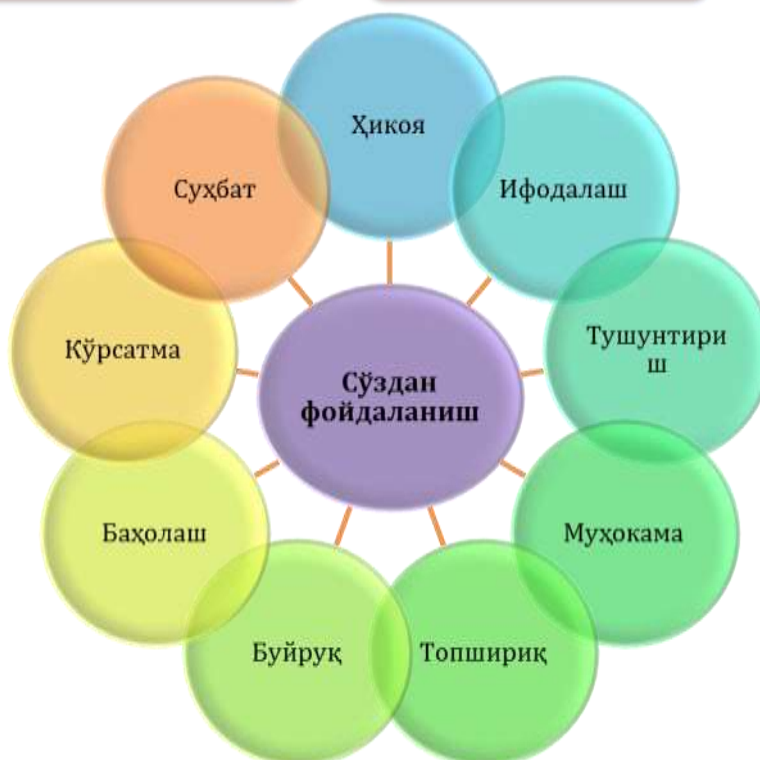 Ҳикоя
Ифодалаш
Тушунтири
ш
Муҳокама
Топшириқ
Буйруқ
Баҳолаш
Кўрсатма
Суҳбат
Сўздан
фойдаланиш